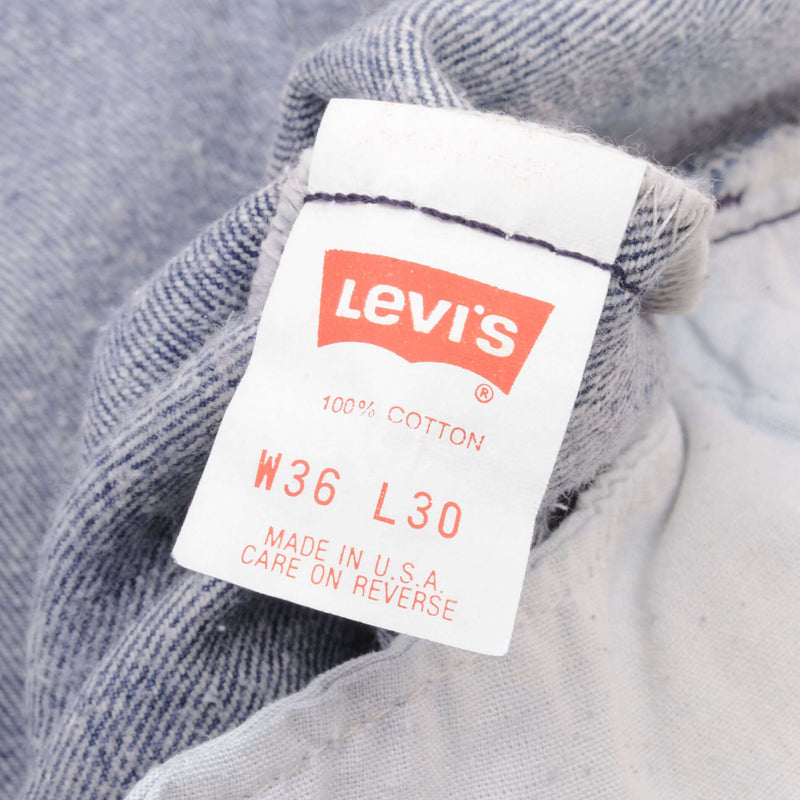 Levi's
®
100% COTTON
W36 L30
MADE IN U.S.A.
CARE ON REVERSE